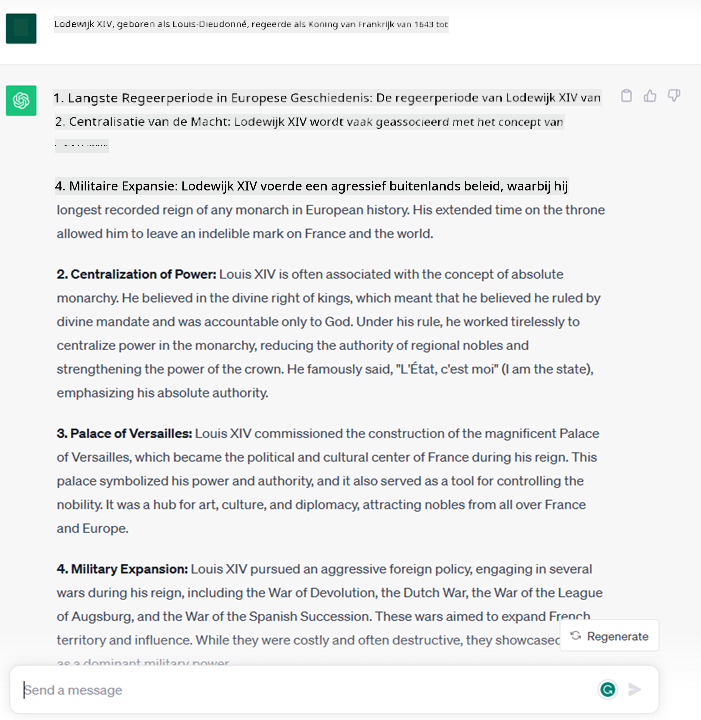 Lodewijk XIV, geboren als Louis-Dieudonné, regeerde als Koning van Frankrijk van 1643 tot
1. Langste Regeerperiode in Europese Geschiedenis: De regeerperiode van Lodewijk XIV van
2. Centralisatie van de Macht: Lodewijk XIV wordt vaak geassocieerd met het concept van
4. Militaire Expansie: Lodewijk XIV voerde een agressief buitenlands beleid, waarbij hij
longest recorded reign of any monarch in European history. His extended time on the throne
allowed him to leave an indelible mark on France and the world.
2. Centralization of Power: Louis XIV is often associated with the concept of absolute
monarchy. He believed in the divine right of kings, which meant that he believed he ruled by
divine mandate and was accountable only to God. Under his rule, he worked tirelessly to
centralize power in the monarchy, reducing the authority of regional nobles and
strengthening the power of the crown. He famously said, "L'État, c'est moi" (I am the state),
emphasizing his absolute authority.
3. Palace of Versailles: Louis XIV commissioned the construction of the magnificent Palace
of Versailles, which became the political and cultural center of France during his reign. This
palace symbolized his power and authority, and it also served as a tool for controlling the
nobility. It was a hub for art, culture, and diplomacy, attracting nobles from all over France
and Europe.
4. Military Expansion: Louis XIV pursued an aggressive foreign policy, engaging in several
wars during his reign, including the War of Devolution, the Dutch War, the War of the League
of Augsburg, and the War of the Spanish Succession. These wars aimed to expand French
territory and influence. While they were costly and often destructive, they showcased
Regenerate
as a dominant military power
Send a message